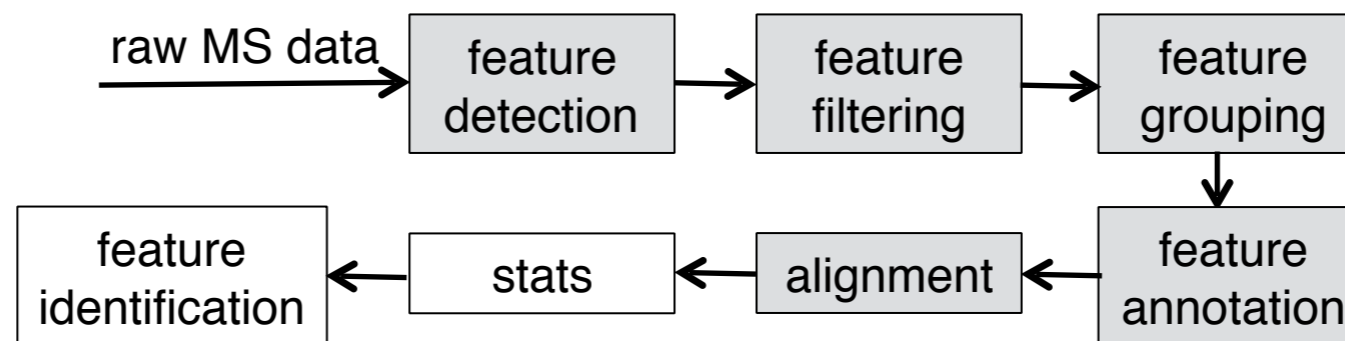 raw MS data
feature
detection
feature
filtering
feature
grouping
feature
annotation
alignment
stats
feature
identification